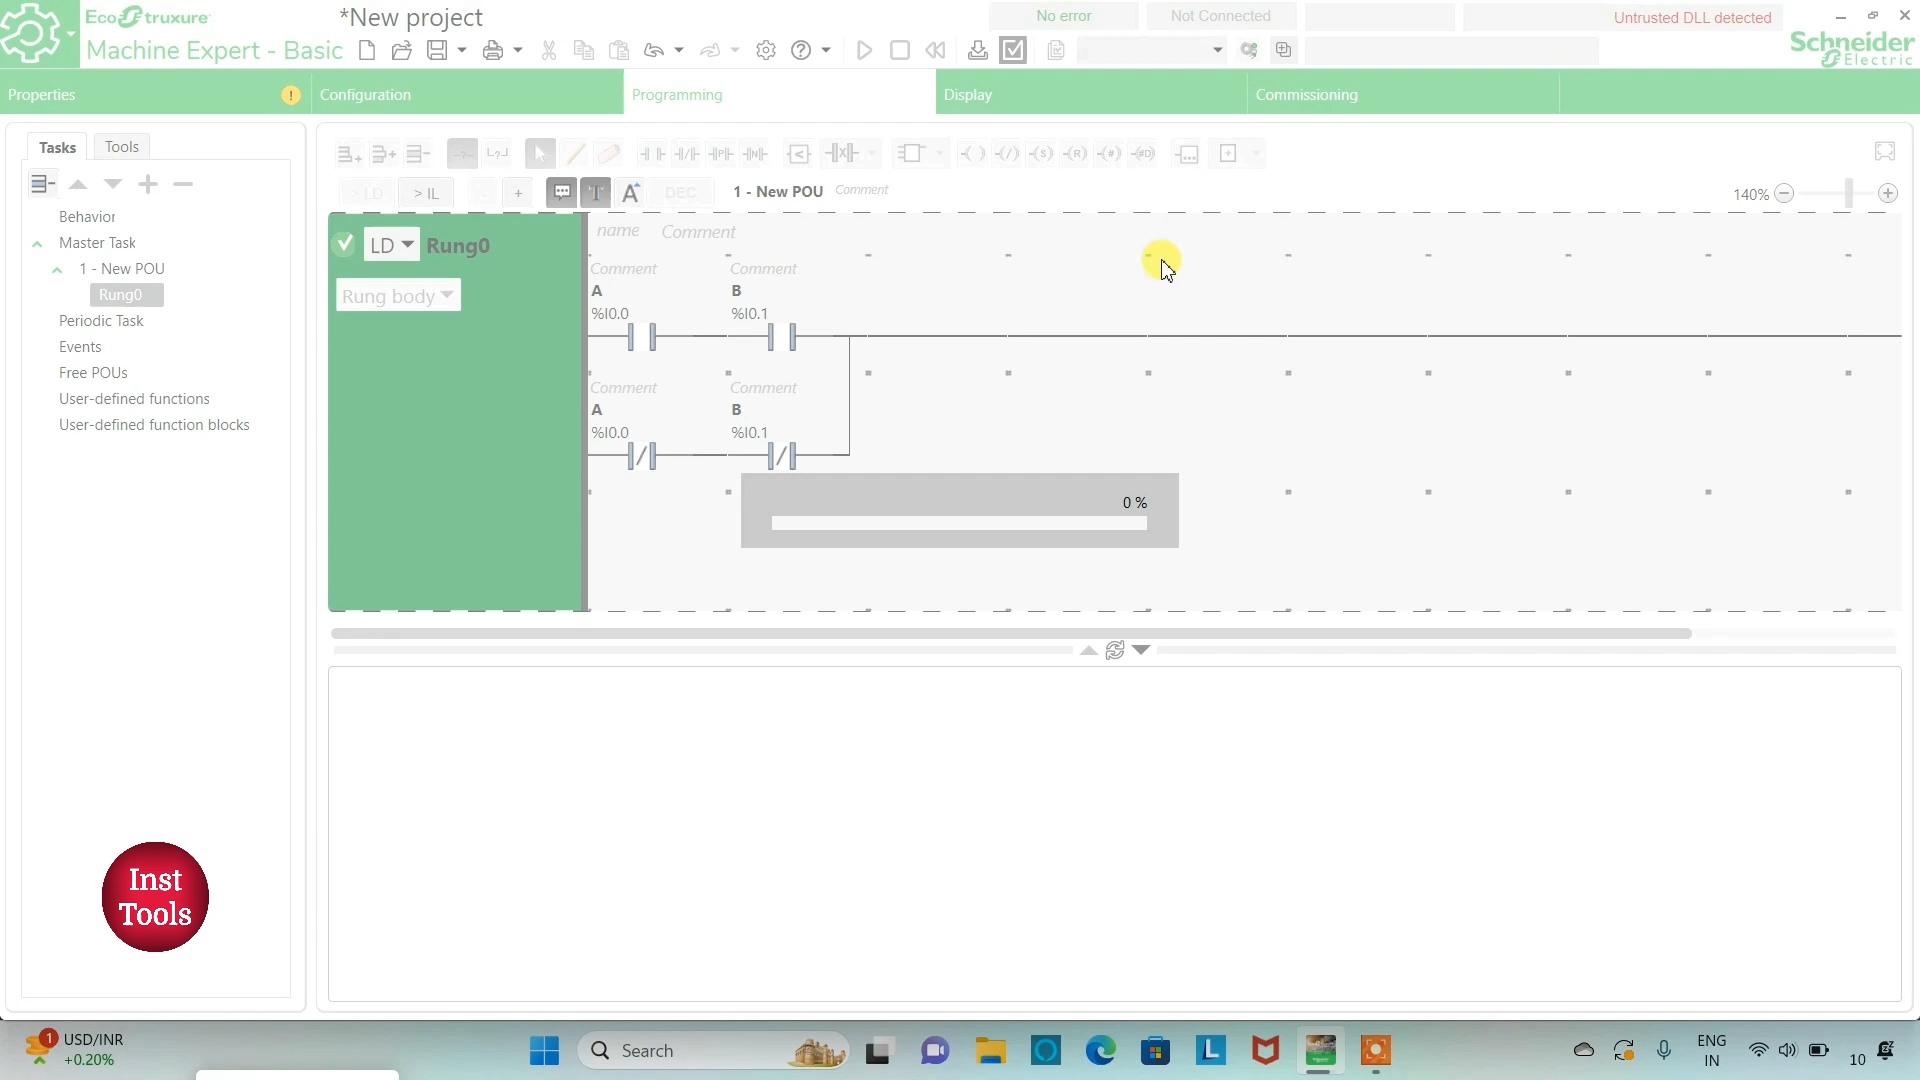 EcoStruxure
Machine Expert - Basic
*New project
No error
Not Connected
Untrusted DLL detected
Schneider
Electric
Properties
Configuration
Programming
Display
Commissioning
Tasks
Tools
Behavior
Master Task
1 - New POU
Rung0
Periodic Task
Events
Free POUs
User-defined functions
User-defined function blocks
> LD
> IL
DEC
1 - New POU
Comment
140%
LD
Rung0
Rung body
name
Comment
Comment
Comment
A
B
%I0.0
%I0.1
Comment
Comment
A
B
%I0.0
%I0.1
0 %
Inst
Tools
1
USD/INR
+0.20%
Search
ENG
IN
10